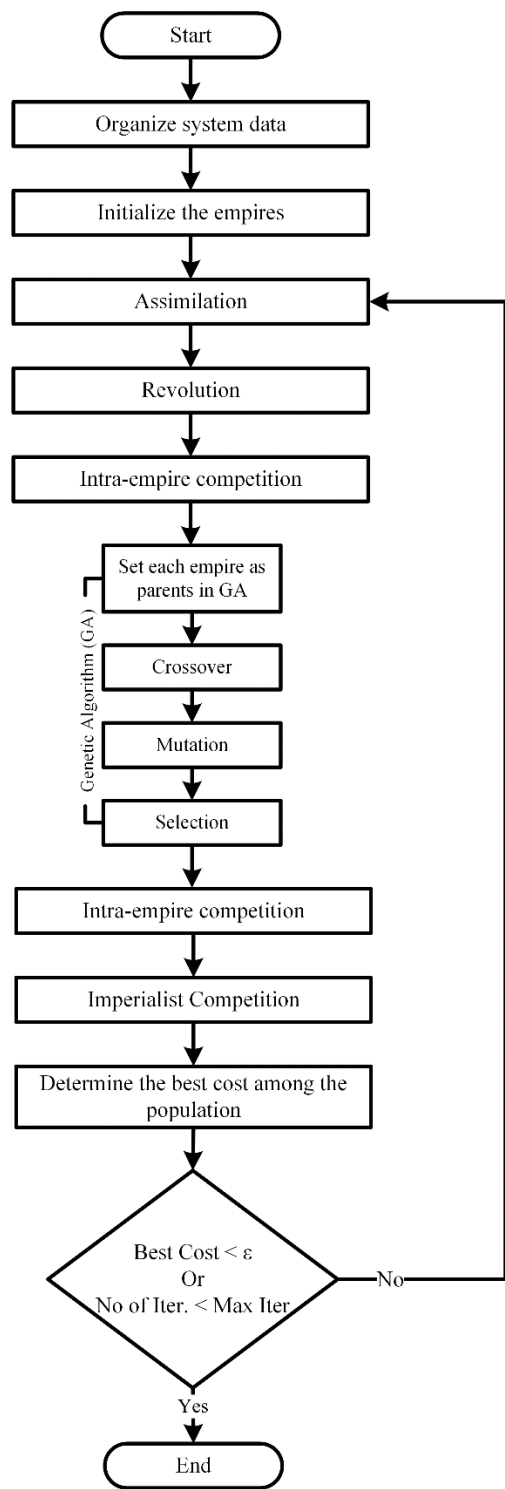 Start
Organize system data
Initialize the empires
Assimilation
Revolution
Intra-empire competition
Genetic Algorithm (GA)
Set each empire as
parents in GA
Crossover
Mutation
Selection
Intra-empire competition
Imperialist Competition
Determine the best cost among the
population
Best Cost < ε
Or
No of Iter. < Max Iter
No
Yes
End